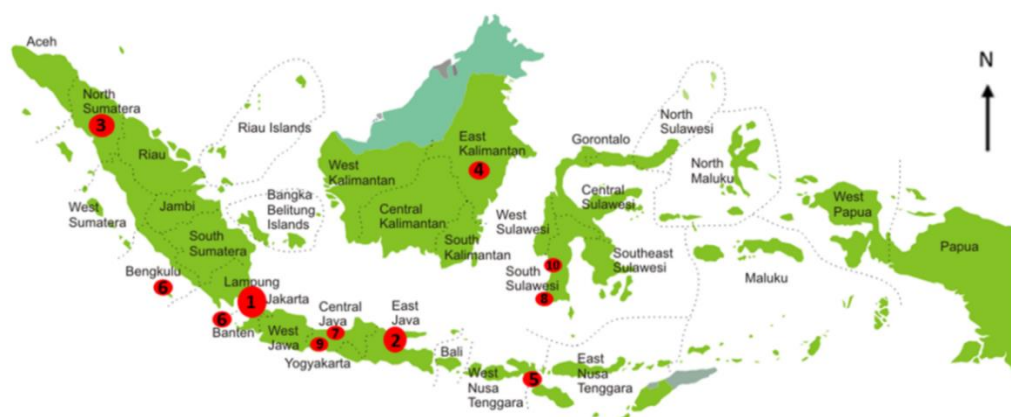 Aceh
N
North
Sumatera
3
Riau Islands
North
Sulawesi
Gorontalo
East
Kalimantan
4
North
Maluku
Riau
West
Kalimantan
Central
Sulawesi
West
Papua
Bangka
Belitung
Islands
Jambi
West
Sumatera
Central
Kalimantan
West
Sulawesi
South
Sumatera
South
Kalimantan
Southeast
Sulawesi
Papua
10
Bengkulu
6
South
Sulawesi
8
Maluku
Lampung
1
Jakarta
6
Banten
Central
Java
7
East
Java
2
West
Jawa
9
Yogyakarta
Bali
West
Nusa
Tenggara
5
East
Nusa
Tenggara